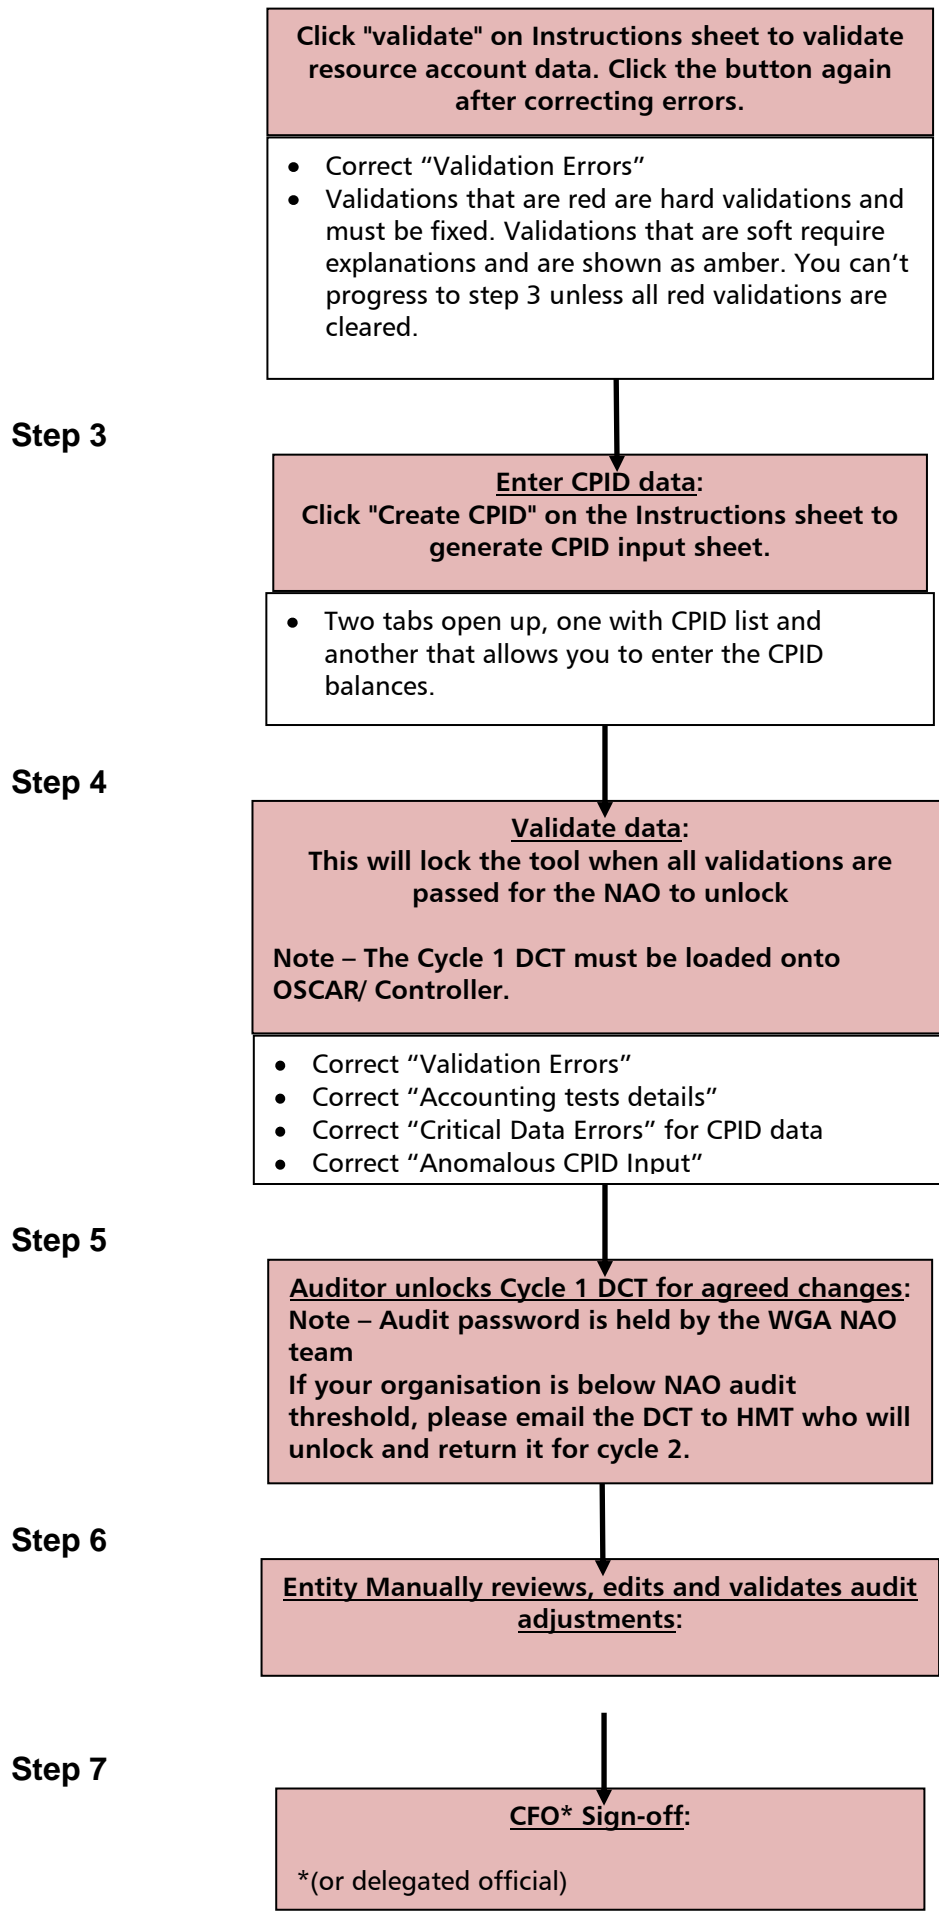 Click "validate" on Instructions sheet to validate
resource account data. Click the button again
after correcting errors.
• Correct “Validation Errors”
• Validations that are red are hard validations and
must be fixed. Validations that are soft require
explanations and are shown as amber. You can’t
progress to step 3 unless all red validations are
cleared.
Step 3
Enter CPID data:
Click "Create CPID" on the Instructions sheet to
generate CPID input sheet.
• Two tabs open up, one with CPID list and
another that allows you to enter the CPID
balances.
Step 4
Validate data:
This will lock the tool when all validations are
passed for the NAO to unlock
Note – The Cycle 1 DCT must be loaded onto
OSCAR/ Controller.
• Correct “Validation Errors”
• Correct “Accounting tests details”
• Correct “Critical Data Errors” for CPID data
• Correct “Anomalous CPID Input”
Step 5
Auditor unlocks Cycle 1 DCT for agreed changes:
Note – Audit password is held by the WGA NAO
team
If your organisation is below NAO audit
threshold, please email the DCT to HMT who will
unlock and return it for cycle 2.
Step 6
Entity Manually reviews, edits and validates audit
adjustments:
Step 7
CFO* Sign-off:
*(or delegated official)